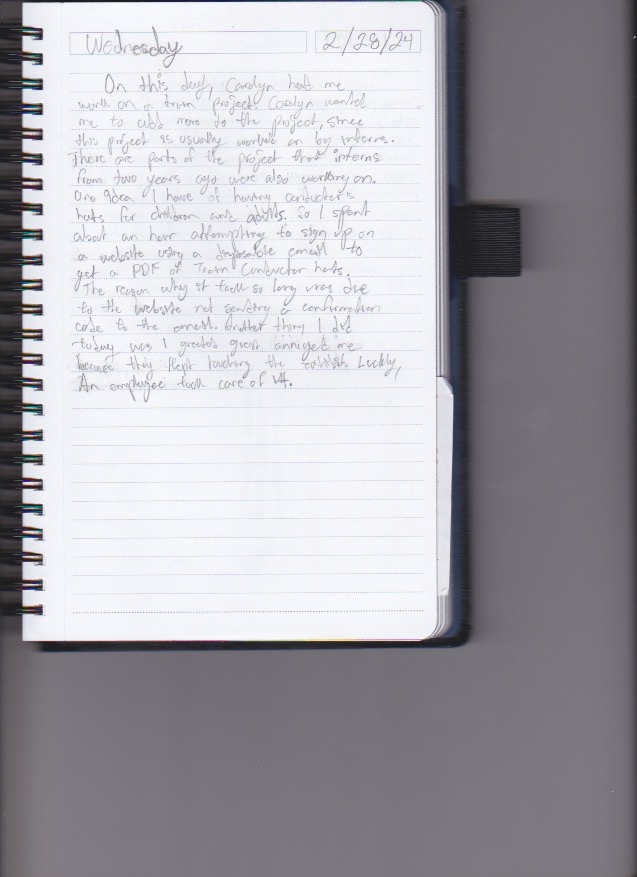 Wednesday
2/28/24
On this day, Carolyn had me
work on a train project. Carolyn wanted
me to add more do the project, since
this project is usually worked on by interns.
There are parts of the project that interns
from two years ago were also working on.
One idea I have of having conductor's
hats for children and adults. So I spent
about an hour attempting to sign up on
a website using a disposable email to
get a PDF of Train Conductor hats.
The reason why it took so long was due
to the website not sending a confirmation
code to the email. Another thing I did
today was I greeted guest annoyed me
because they kept touching the exhibits. Luckly,
An employee took care of it.